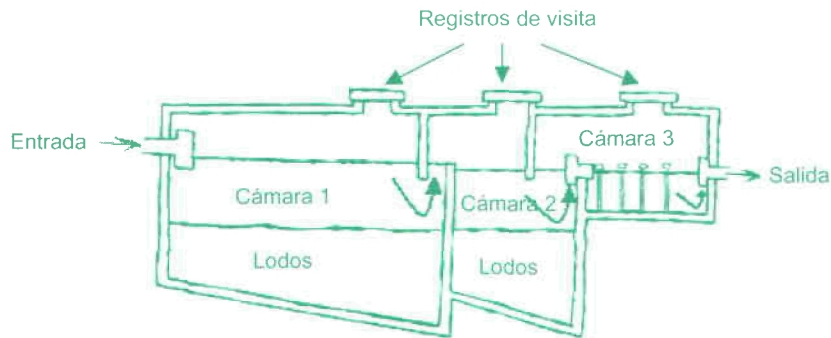 Registros de visita
Cámara 3
Entrada
Salida
Cámara 1
Cámara 2
Lodos
Lodos